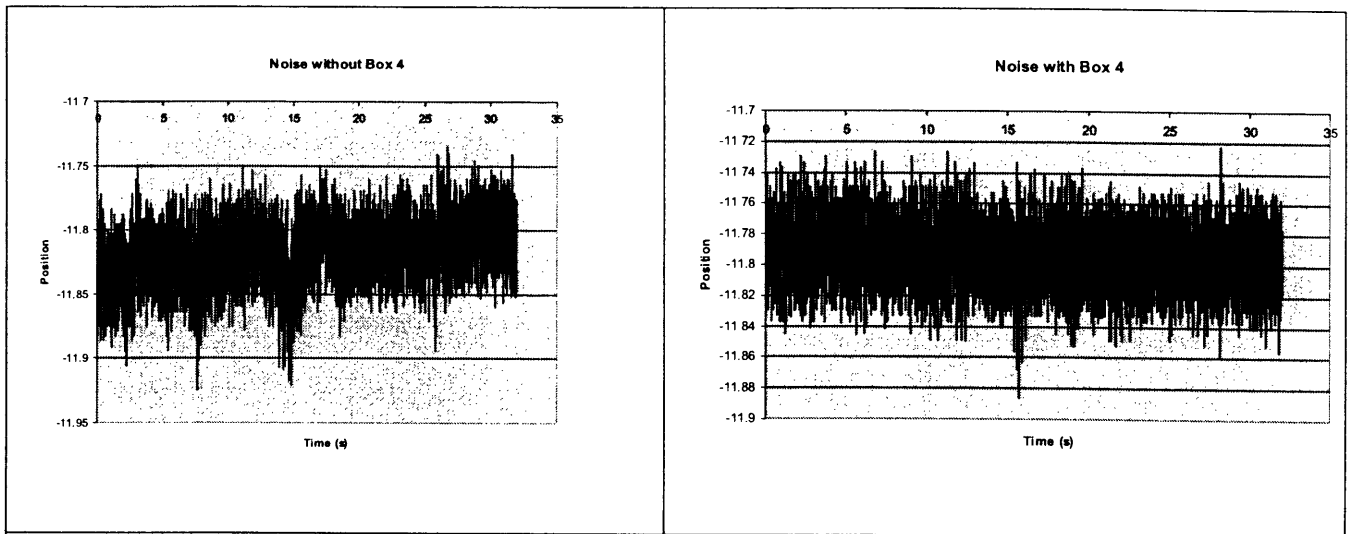 Noise without Box 4
-11.7
0 5 10 15 20 25 30 35
-11.75
-11.8
-11.85
-11.9
-11.95
Position
Time (s)
Noise with Box 4
-11.7
0 5 10 15 20 25 30 35
-11.72
-11.74
-11.76
-11.78
-11.8
-11.82
-11.84
-11.86
-11.88
-11.9
Position
Time (s)